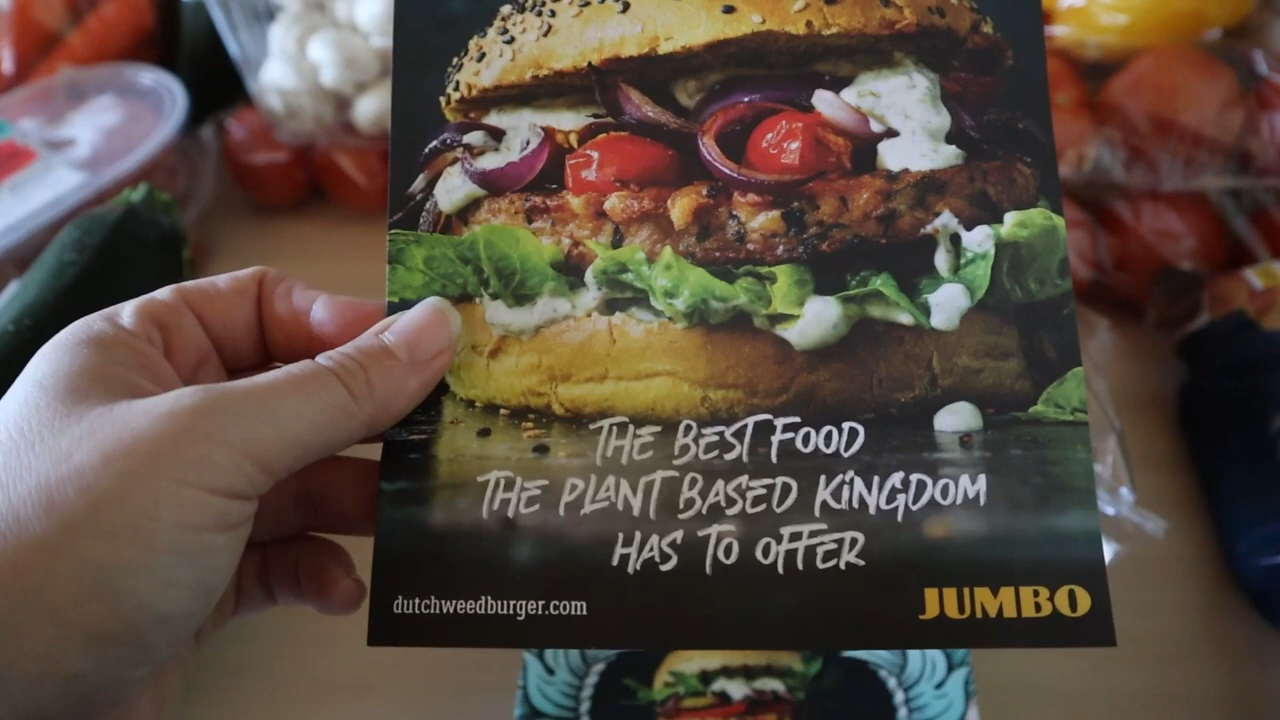 THE BEST FOOD
THE PLANT BASED KINGDOM
HAS TO OFFER
dutchweedburger.com
JUMBO